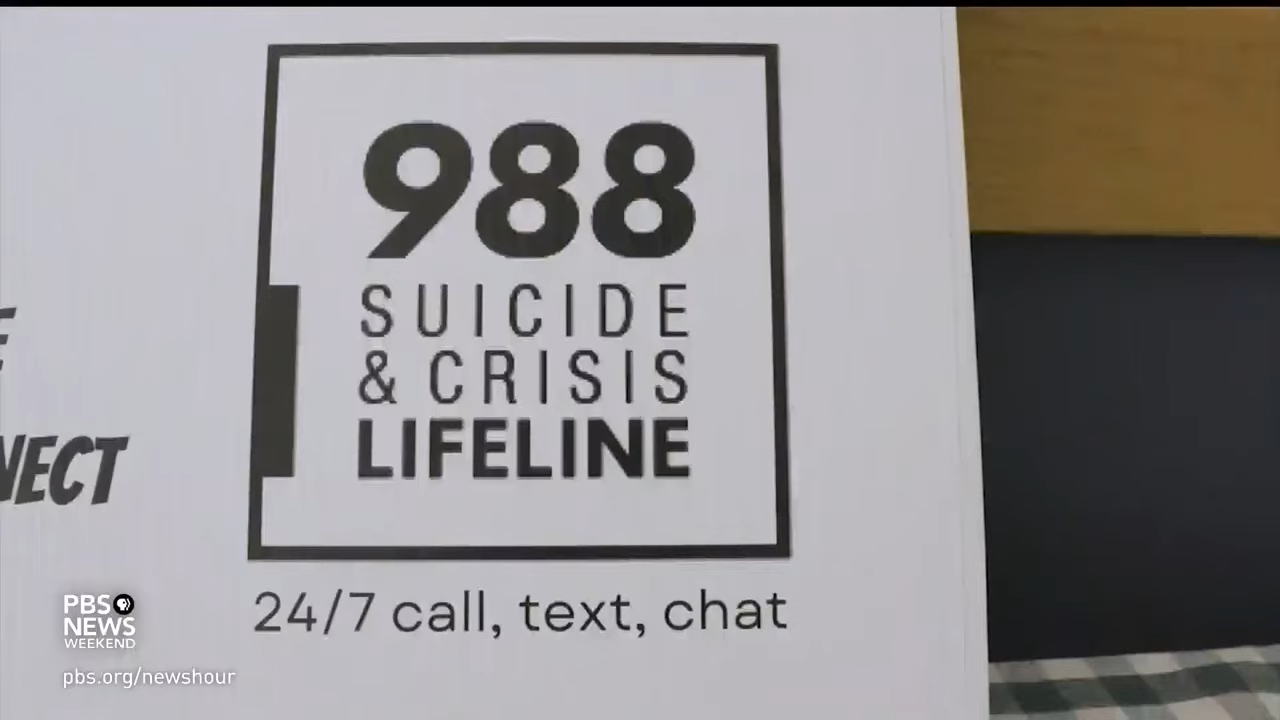 988
SUICIDE
& CRISIS
LIFELINE
NECT
24/7 call, text, chat
PBS
NEWS
WEEKEND
pbs.org/newshour